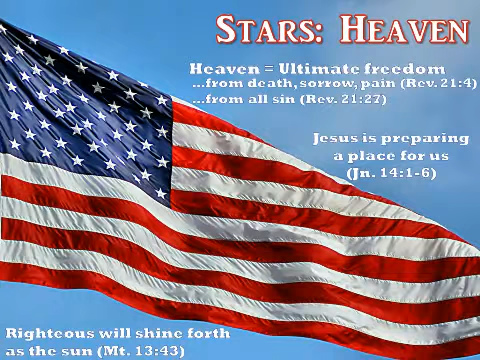 Stars: Heaven
Heaven = Ultimate freedom
...from death, sorrow, pain (Rev. 21:4)
...from all sin (Rev. 21:27)
Jesus is preparing
a place for us
(Jn. 14:1-6)
Righteous will shine forth
as the sun (Mt. 13:43)